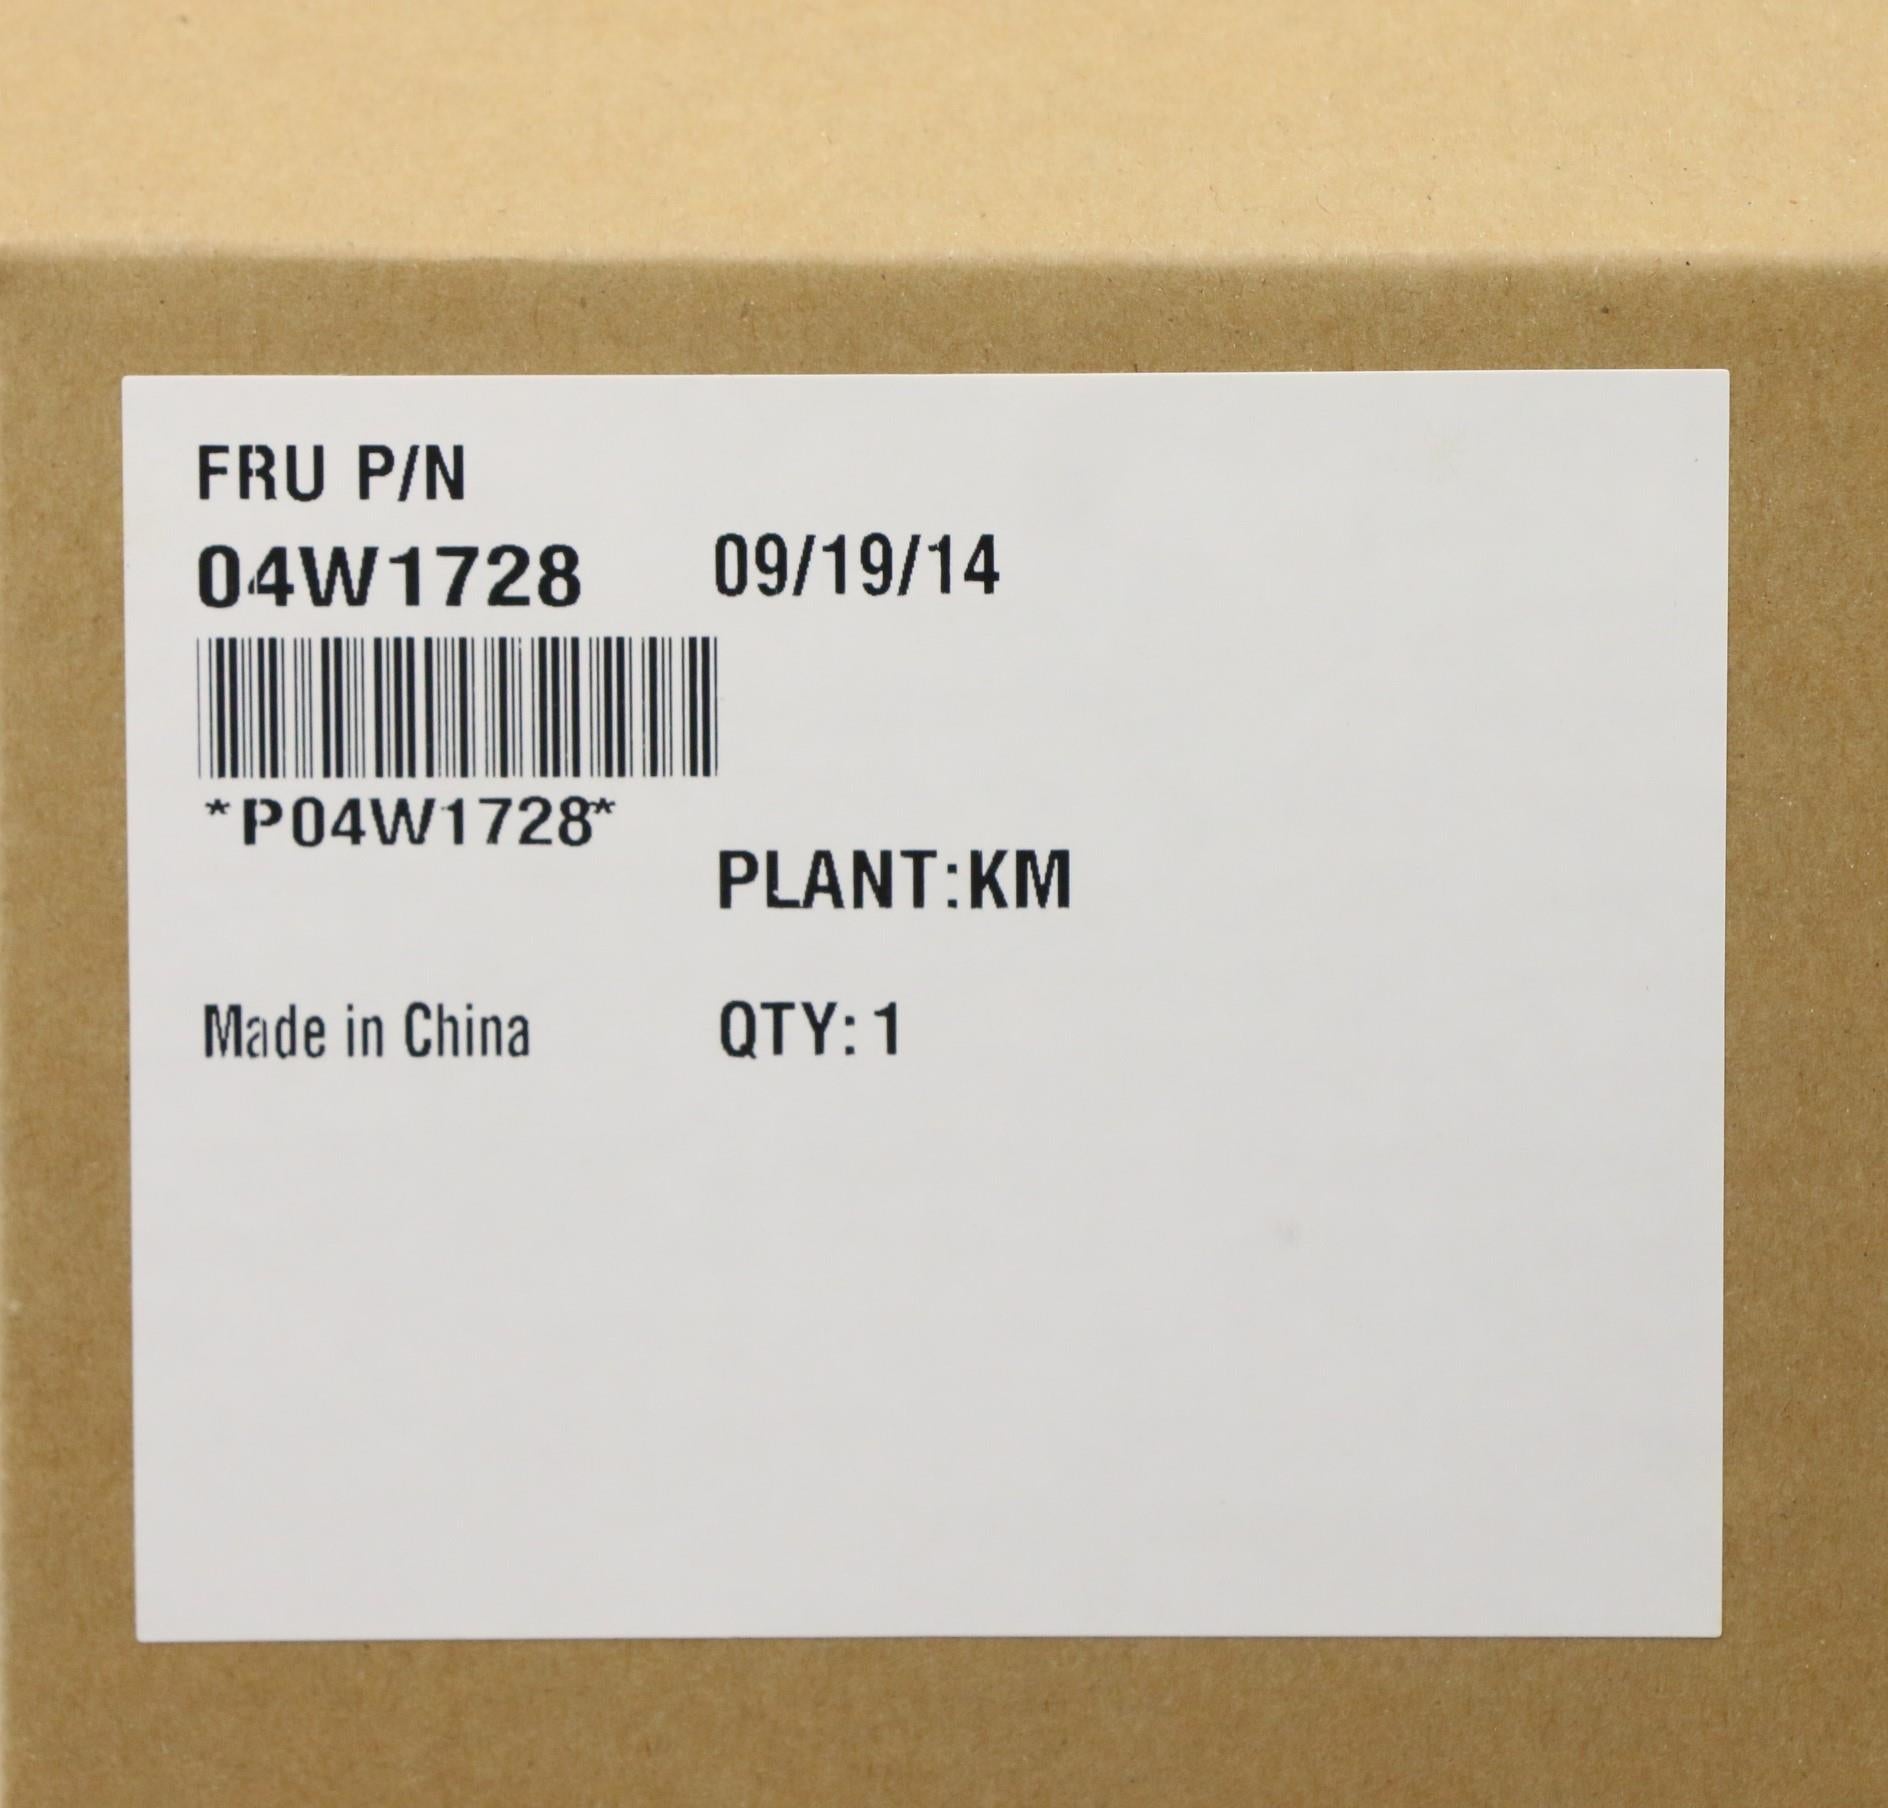 FRU P/N
04W1728 09/19/14
*P04W1728*
PLANT:KM
Made in China QTY: 1